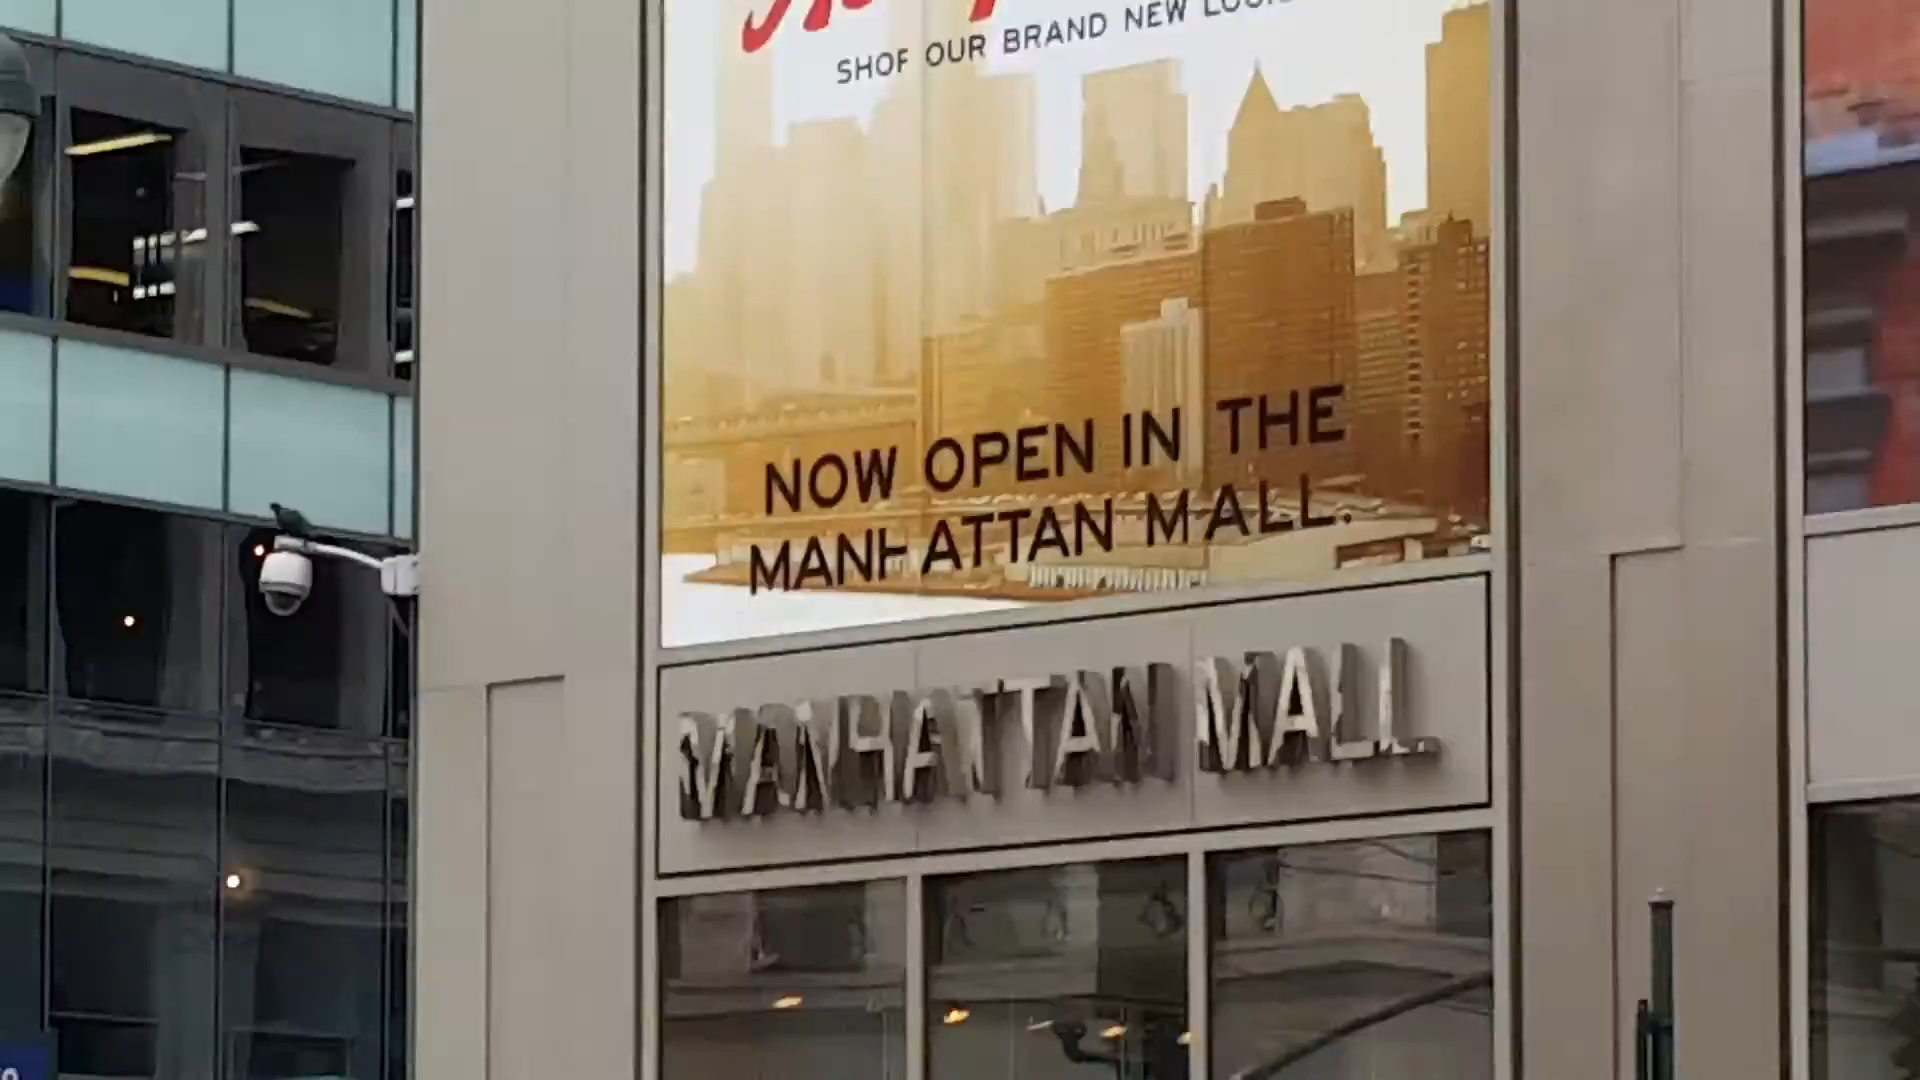 SHOP OUR BRAND NEW
NOW OPEN IN THE
MANHATTAN MALL.
MANHATTAN MALL